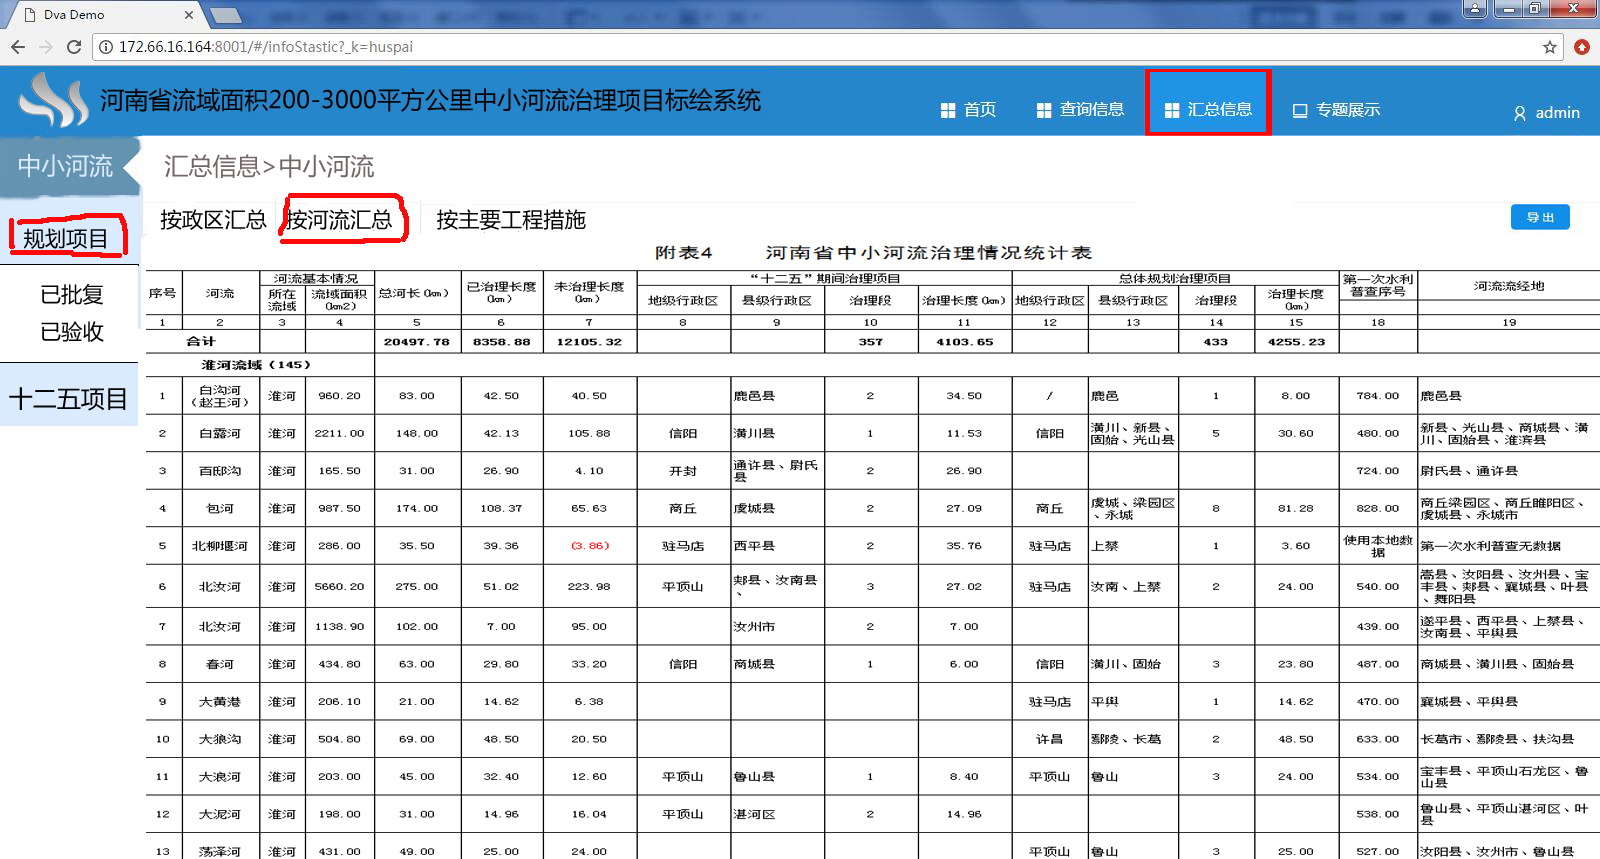 Dva Demo
172.66.16.164:8001/#/infoStastic?_k=huspai
河南省流域面积200-3000平方公里中小河流治理项目标绘系统
首页 查询信息 汇总信息 专题展示 admin
中小河流
汇总信息>中小河流
规划项目
已批复
已验收
十二五项目
按政区汇总 按河流汇总 按主要工程措施 导出
附表4 河南省中小河流治理情况统计表
序号 河流 河流基本情况 总河长(km) 已治理长度(km) 未治理长度(km) “十二五”期间治理项目 总体规划治理项目 第一次水利普查序号 河流流经地
所在流域 流域面积(km2) 地级行政区 县级行政区 治理段 治理长度(km) 地级行政区 县级行政区 治理段 治理长度(km)
1 2 3 4 5 6 7 8 9 10 11 12 13 14 15 18 19
合计 20497.78 8358.88 12105.32 357 4103.65 433 4255.23
淮河流域(145)
1 白沟河(赵王河) 淮河 960.20 83.00 42.50 40.50 鹿邑县 2 34.50 / 鹿邑 1 8.00 784.00 鹿邑县
2 白露河 淮河 2211.00 148.00 42.13 105.88 信阳 潢川县 1 11.53 信阳 潢川、新县、固始、光山县 5 30.60 480.00 新县、光山县、商城县、潢川、固始县、淮滨县
3 百邸沟 淮河 165.50 31.00 26.90 4.10 开封 通许县、尉氏县 2 26.90 724.00 尉氏县、通许县
4 包河 淮河 987.50 174.00 108.37 65.63 商丘 虞城县 2 27.09 商丘 虞城、梁园区、永城 8 81.28 828.00 商丘梁园区、商丘睢阳区、虞城县、永城市
5 北柳堰河 淮河 286.00 35.50 39.36 (3.86) 驻马店 西平县 2 35.76 驻马店 上蔡 1 3.60 使用本地数据 第一次水利普查无数据
6 北汝河 淮河 5660.20 275.00 51.02 223.98 平顶山 郏县、汝南县、 3 27.02 驻马店 汝南、上蔡 2 24.00 540.00 嵩县、汝阳县、汝州县、宝丰县、郏县、襄城县、叶县、舞阳县
7 北汝河 淮河 1138.90 102.00 7.00 95.00 汝州市 2 7.00 439.00 遂平县、西平县、上蔡县、汝南县、平舆县
8 春河 淮河 434.80 63.00 29.80 33.20 信阳 商城县 1 6.00 信阳 潢川、固始 3 23.80 487.00 商城县、潢川县、固始县
9 大黄港 淮河 206.10 21.00 14.62 6.38 驻马店 平舆 1 14.62 470.00 襄城县、平舆县
10 大狼沟 淮河 504.80 69.00 48.50 20.50 许昌 鄢陵、长葛 2 48.50 633.00 长葛市、鄢陵县、扶沟县
11 大浪河 淮河 203.00 45.00 32.40 12.60 平顶山 鲁山县 1 8.40 平顶山 鲁山 3 24.00 534.00 宝丰县、平顶山石龙区、鲁山县
12 大泥河 淮河 198.00 31.00 14.96 16.04 平顶山 湛河区 2 14.96 538.00 鲁山县、平顶山湛河区、叶县
13 荡泽河 淮河 431.00 49.00 25.00 24.00 平顶山 鲁山 3 25.00 527.00 汝阳县、汝州市、鲁山县